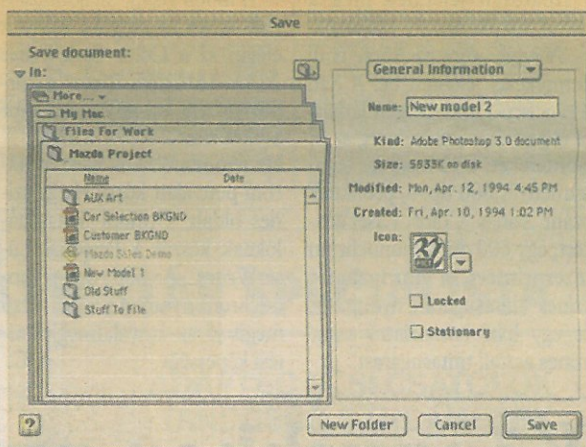 Save
Save document:
In:
More...
My Mac
Files For Work
Mazda Project
Name Date
AUX Art
Car Selection BKGND
Customer BKGND
Mazda Sales Demo
New Model 1
Old Stuff
Stuff To File
General Information
Name: New model 2
Kind: Adobe Photoshop 3.0 document
Size: 5833K on disk
Modified: Mon, Apr. 12, 1994 4:45 PM
Created: Fri, Apr. 10, 1994 1:02 PM
Icon:
Locked
Stationary
?
New Folder Cancel Save